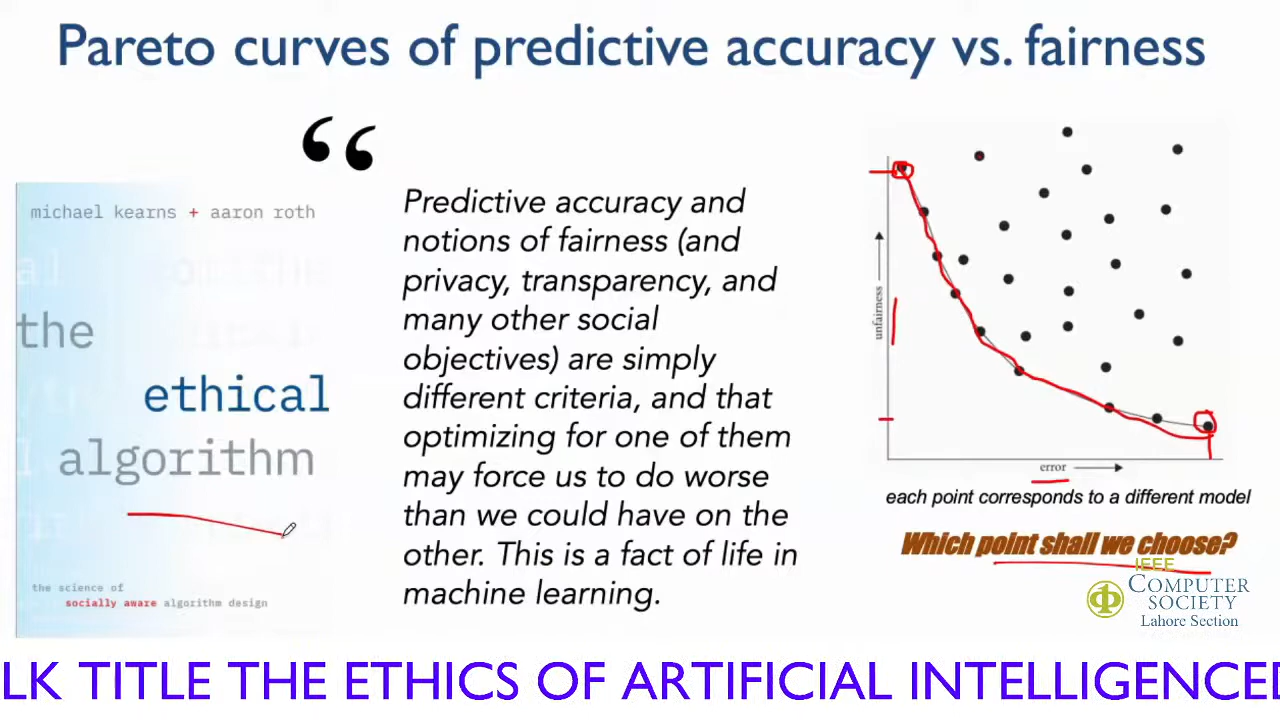 Pareto curves of predictive accuracy vs. fairness
“
michael kearns + aaron roth
the
ethical
algorithm
the science of
socially aware algorithm design
Predictive accuracy and
notions of fairness (and
privacy, transparency, and
many other social
objectives) are simply
different criteria, and that
optimizing for one of them
may force us to do worse
than we could have on the
other. This is a fact of life in
machine learning.
unfairness
error
each point corresponds to a different model
Which point shall we choose?
IEEE
COMPUTER
SOCIETY
Lahore Section
LK TITLE THE ETHICS OF ARTIFICIAL INTELLIGENCE